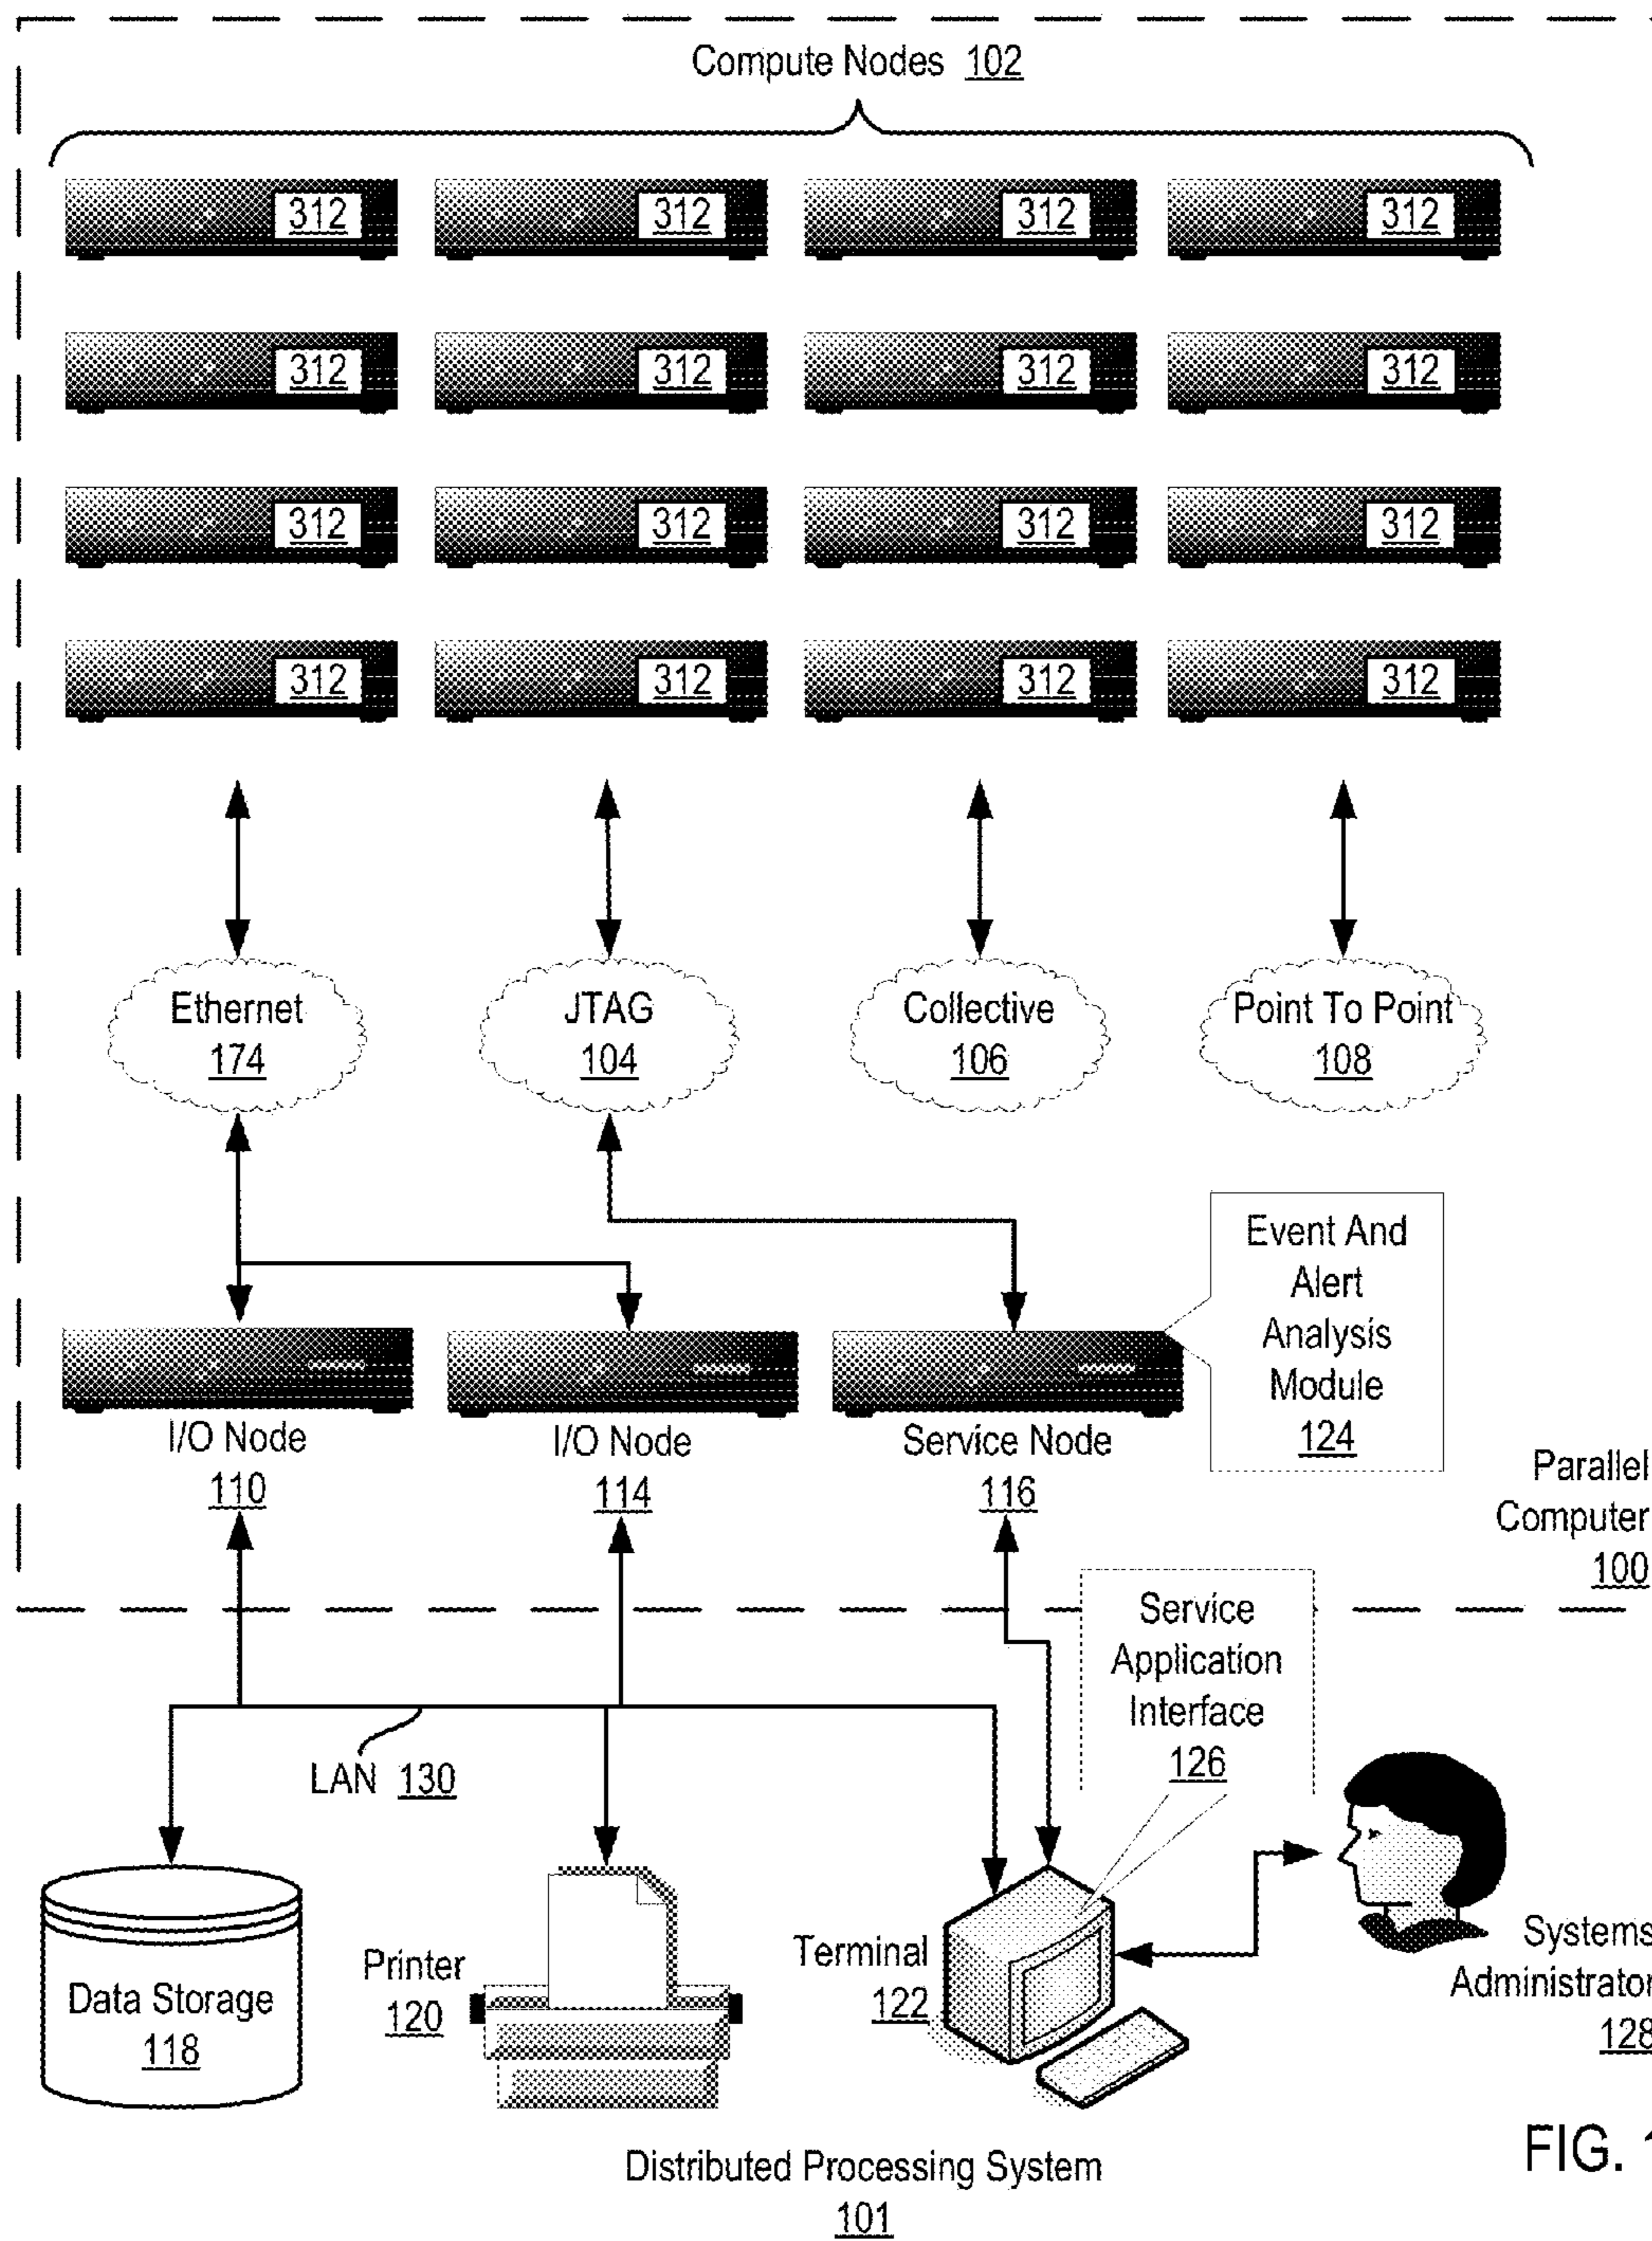 Compute Nodes 102
312 312 312 312
312 312 312 312
312 312 312 312
312 312 312 312
Ethernet
174
JTAG
104
Collective
106
Point To Point
108
Event And
Alert
Analysis
Module
124
I/O Node
110
I/O Node
114
Service Node
116
Parallel
Computer
100
Service
Application
Interface
126
LAN 130
Data Storage
118
Printer
120
Terminal
122
Systems
Administrator
128
Distributed Processing System
101
FIG. 1